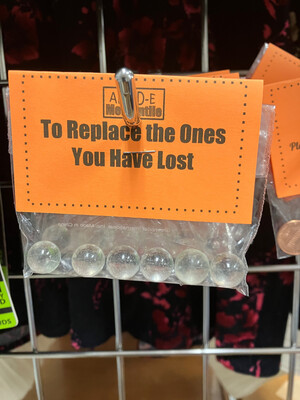 Mercantile
To Replace the Ones
You Have Lost